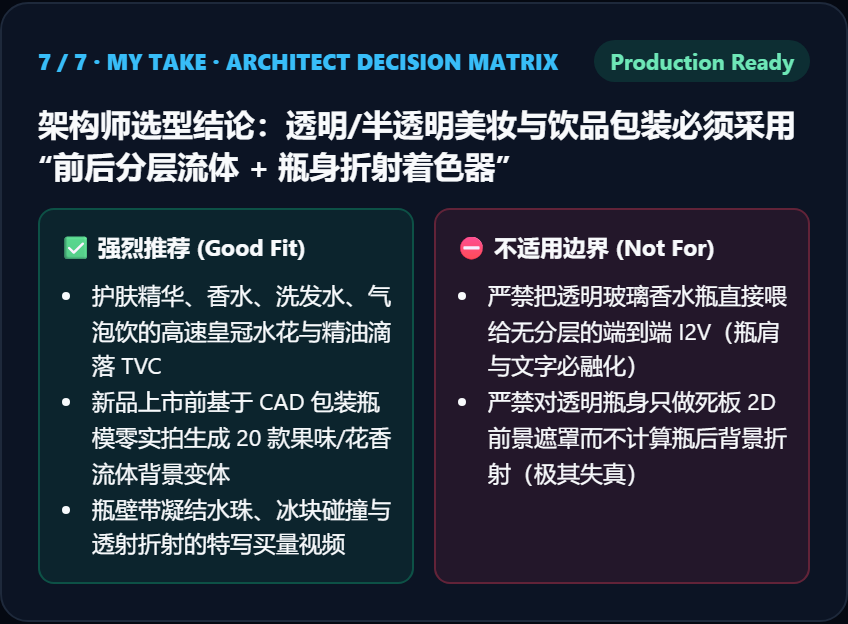 7 / 7 · MY TAKE · ARCHITECT DECISION MATRIX
Production Ready
架构师选型结论：透明/半透明美妆与饮品包装必须采用
“前后分层流体 + 瓶身折射着色器”
✅ 强烈推荐 (Good Fit)
• 护肤精华、香水、洗发水、气
泡饮的高速皇冠水花与精油滴
落 TVC
• 新品上市前基于 CAD 包装瓶
模零实拍生成 20 款果味/花香
流体背景变体
• 瓶壁带凝结水珠、冰块碰撞与
透射折射的特写买量视频
⛔ 不适用边界 (Not For)
• 严禁把透明玻璃香水瓶直接喂
给无分层的端到端 I2V（瓶肩
与文字必融化）
• 严禁对透明瓶身只做死板 2D
前景遮罩而不计算瓶后背景折
射（极其失真）